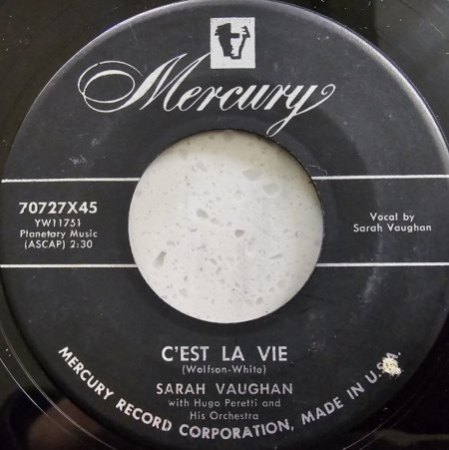 Mercury
70727X45
YW11751
Planetary Music
(ASCAP) 2:30
Vocal by
Sarah Vaughan
C'EST LA VIE
(Wolfson-White)
SARAH VAUGHAN
with Hugo Peretti and
His Orchestra
MERCURY RECORD CORPORATION, MADE IN U.S.A.